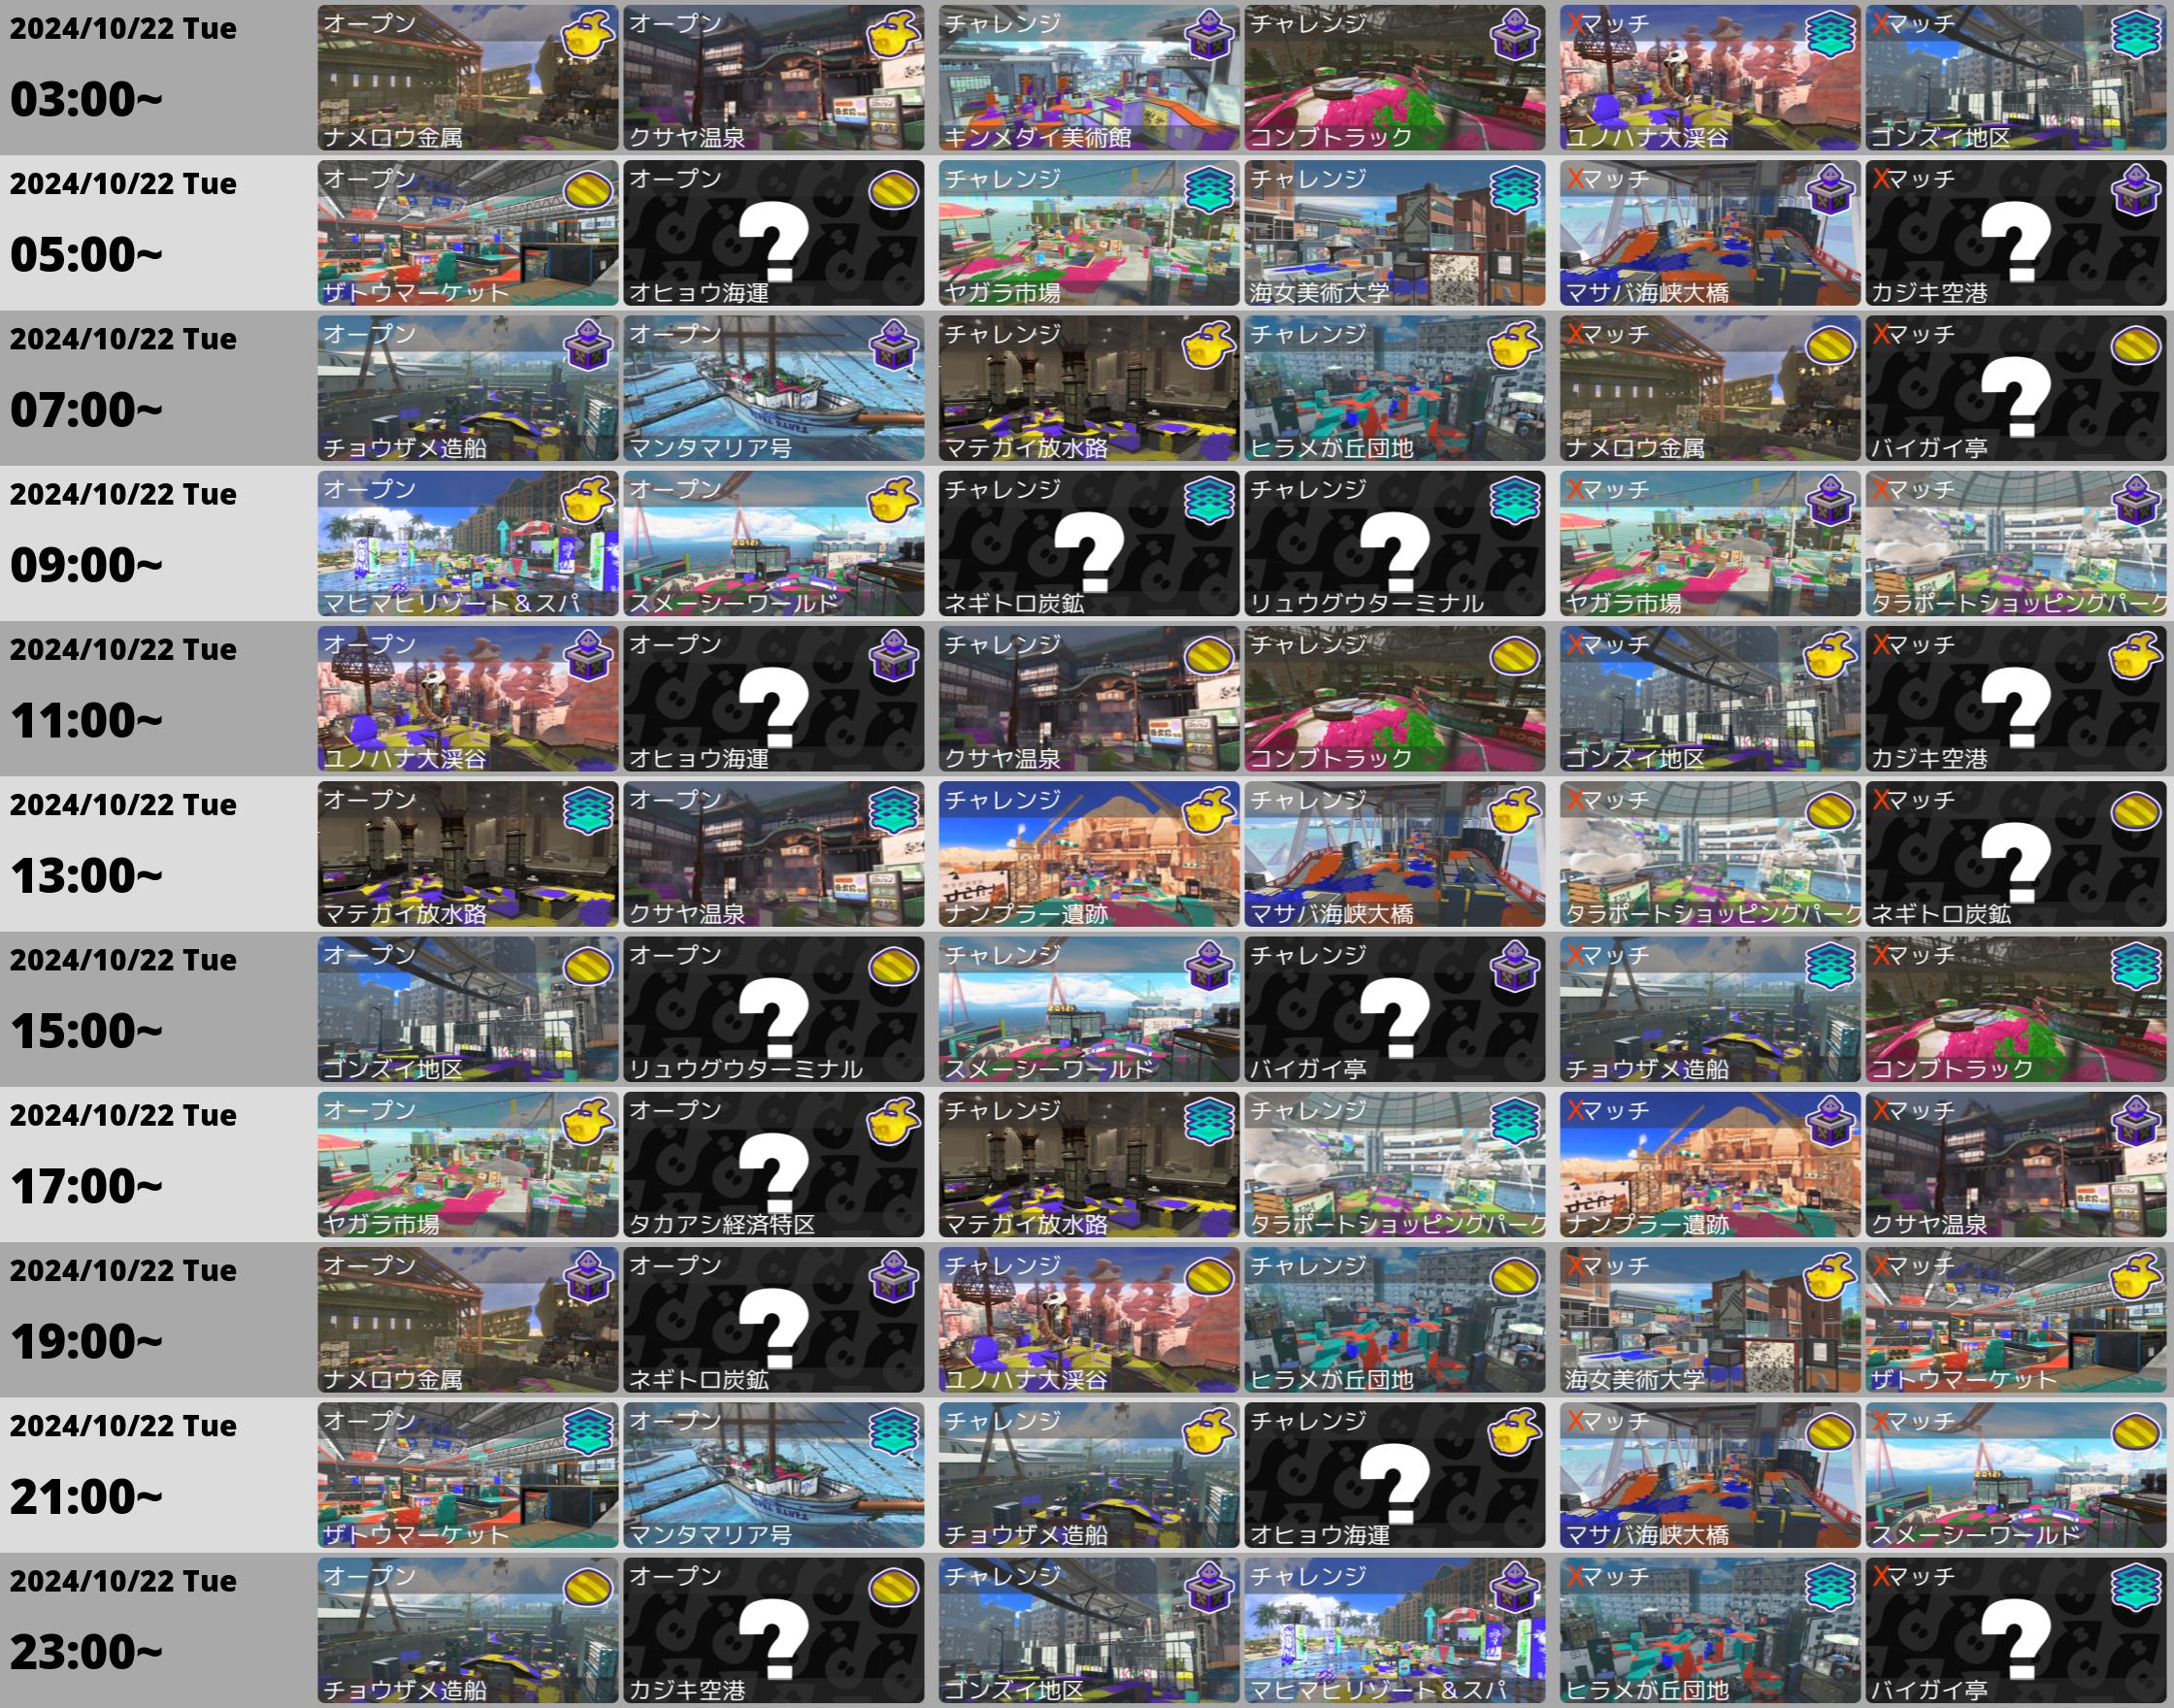 2024/10/22 Tue
03:00~
オープン
ナメロウ金属
オープン
クサヤ温泉
チャレンジ
キンメダイ美術館
チャレンジ
コンブトラック
Xマッチ
ユノハナ大渓谷
Xマッチ
ゴンズイ地区
2024/10/22 Tue
05:00~
オープン
ザトウマーケット
オープン
?
オヒョウ海運
チャレンジ
ヤガラ市場
チャレンジ
海女美術大学
Xマッチ
マサバ海峡大橋
Xマッチ
?
カジキ空港
2024/10/22 Tue
07:00~
オープン
チョウザメ造船
オープン
マンタマリア号
チャレンジ
マテガイ放水路
チャレンジ
ヒラメが丘団地
Xマッチ
ナメロウ金属
Xマッチ
?
バイガイ亭
2024/10/22 Tue
09:00~
オープン
マヒマヒリゾート&スパ
オープン
スメーシーワールド
チャレンジ
?
ネギトロ炭鉱
チャレンジ
?
リュウグウターミナル
Xマッチ
ヤガラ市場
Xマッチ
タラポートショッピングパーク
2024/10/22 Tue
11:00~
オープン
ユノハナ大渓谷
オープン
?
オヒョウ海運
チャレンジ
クサヤ温泉
チャレンジ
コンブトラック
Xマッチ
ゴンズイ地区
Xマッチ
?
カジキ空港
2024/10/22 Tue
13:00~
オープン
マテガイ放水路
オープン
クサヤ温泉
チャレンジ
ナンプラー遺跡
チャレンジ
マサバ海峡大橋
Xマッチ
タラポートショッピングパーク
Xマッチ
?
ネギトロ炭鉱
2024/10/22 Tue
15:00~
オープン
ゴンズイ地区
オープン
?
リュウグウターミナル
チャレンジ
スメーシーワールド
チャレンジ
?
バイガイ亭
Xマッチ
チョウザメ造船
Xマッチ
コンブトラック
2024/10/22 Tue
17:00~
オープン
ヤガラ市場
オープン
?
タカアシ経済特区
チャレンジ
マテガイ放水路
チャレンジ
タラポートショッピングパーク
Xマッチ
ナンプラー遺跡
Xマッチ
クサヤ温泉
2024/10/22 Tue
19:00~
オープン
ナメロウ金属
オープン
?
ネギトロ炭鉱
チャレンジ
ユノハナ大渓谷
チャレンジ
ヒラメが丘団地
Xマッチ
海女美術大学
Xマッチ
ザトウマーケット
2024/10/22 Tue
21:00~
オープン
ザトウマーケット
オープン
マンタマリア号
チャレンジ
チョウザメ造船
チャレンジ
?
オヒョウ海運
Xマッチ
マサバ海峡大橋
Xマッチ
スメーシーワールド
2024/10/22 Tue
23:00~
オープン
チョウザメ造船
オープン
?
カジキ空港
チャレンジ
ゴンズイ地区
チャレンジ
マヒマヒリゾート&スパ
Xマッチ
ヒラメが丘団地
Xマッチ
?
バイガイ亭